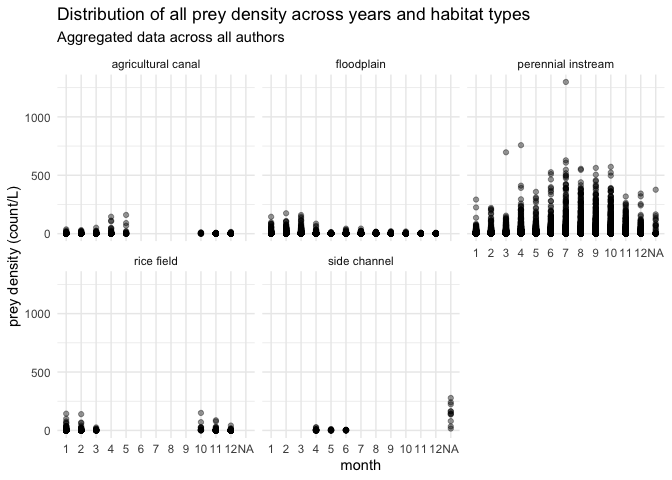 Distribution of all prey density across years and habitat types
Aggregated data across all authors
agricultural canal
floodplain
perennial instream
prey density (count/L)
1000
500
0
1 2 3 4 5 6 7 8 9 10 11 12NA
rice field
side channel
1000
500
0
1 2 3 4 5 6 7 8 9 10 11 12NA
1 2 3 4 5 6 7 8 9 10 11 12NA
month